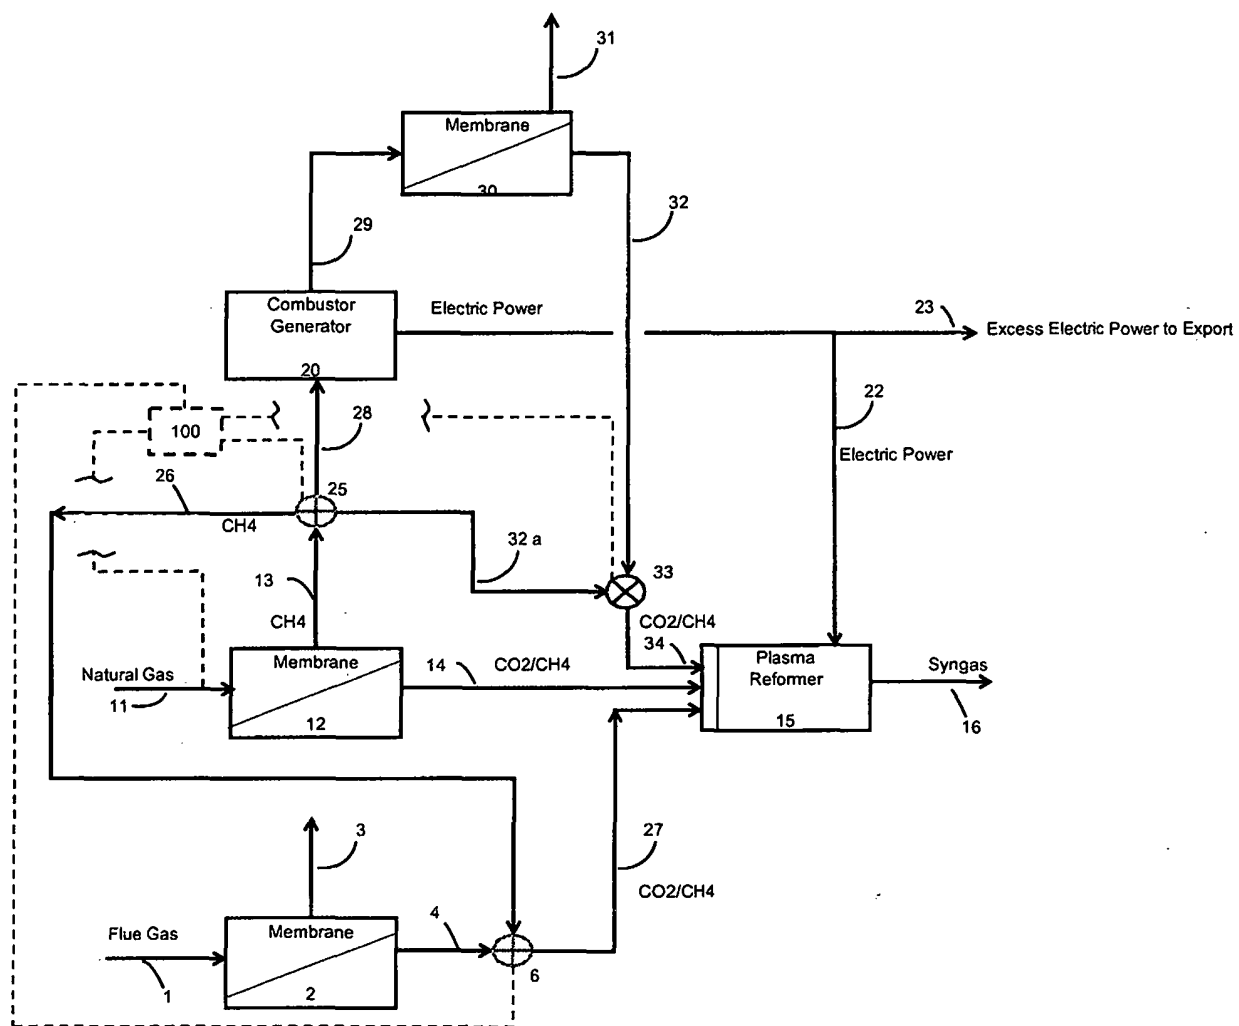 31
Membrane
30
32
29
Combustor
Generator
20
Electric Power
23
Excess Electric Power to Export
22
Electric Power
100
28
26
25
CH4
32 a
13
CH4
33
CO2/CH4
34
Natural Gas
11
Membrane
12
14
CO2/CH4
Plasma
Reformer
15
Syngas
16
3
27
CO2/CH4
Flue Gas
1
Membrane
2
4
6